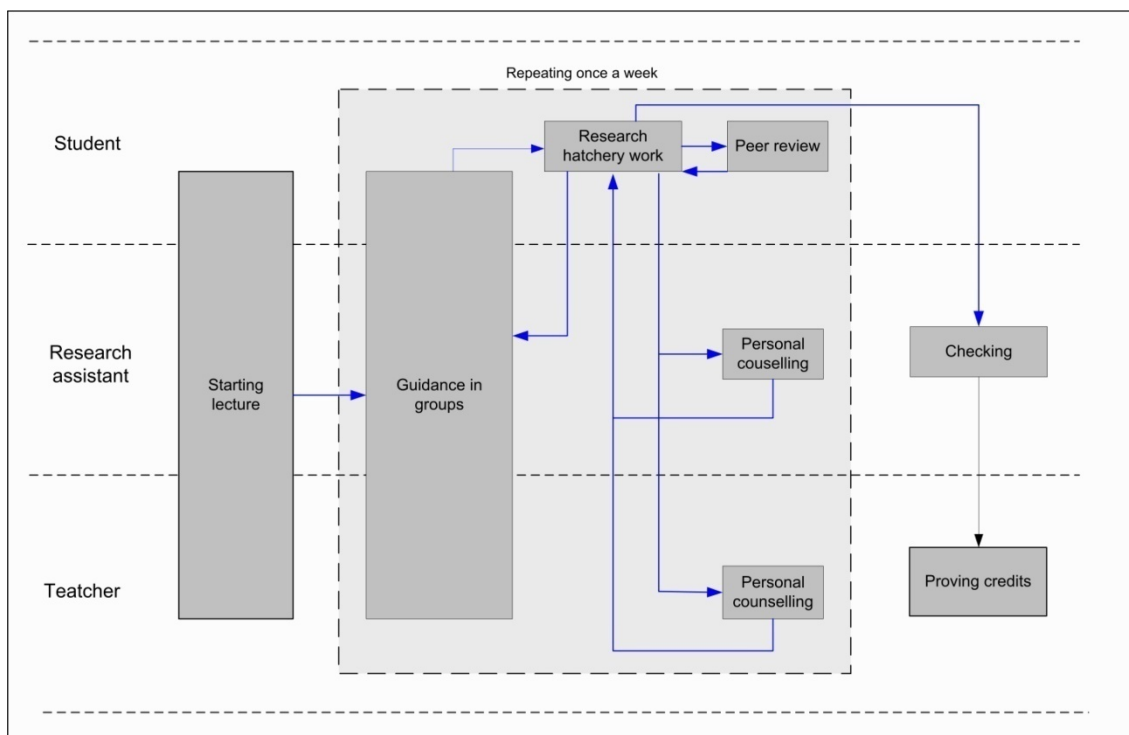 Repeating once a week
Student
Research
hatchery work
Peer review
Research
assistant
Starting
lecture
Guidance in
groups
Personal
couselling
Checking
Teatcher
Personal
counselling
Proving credits